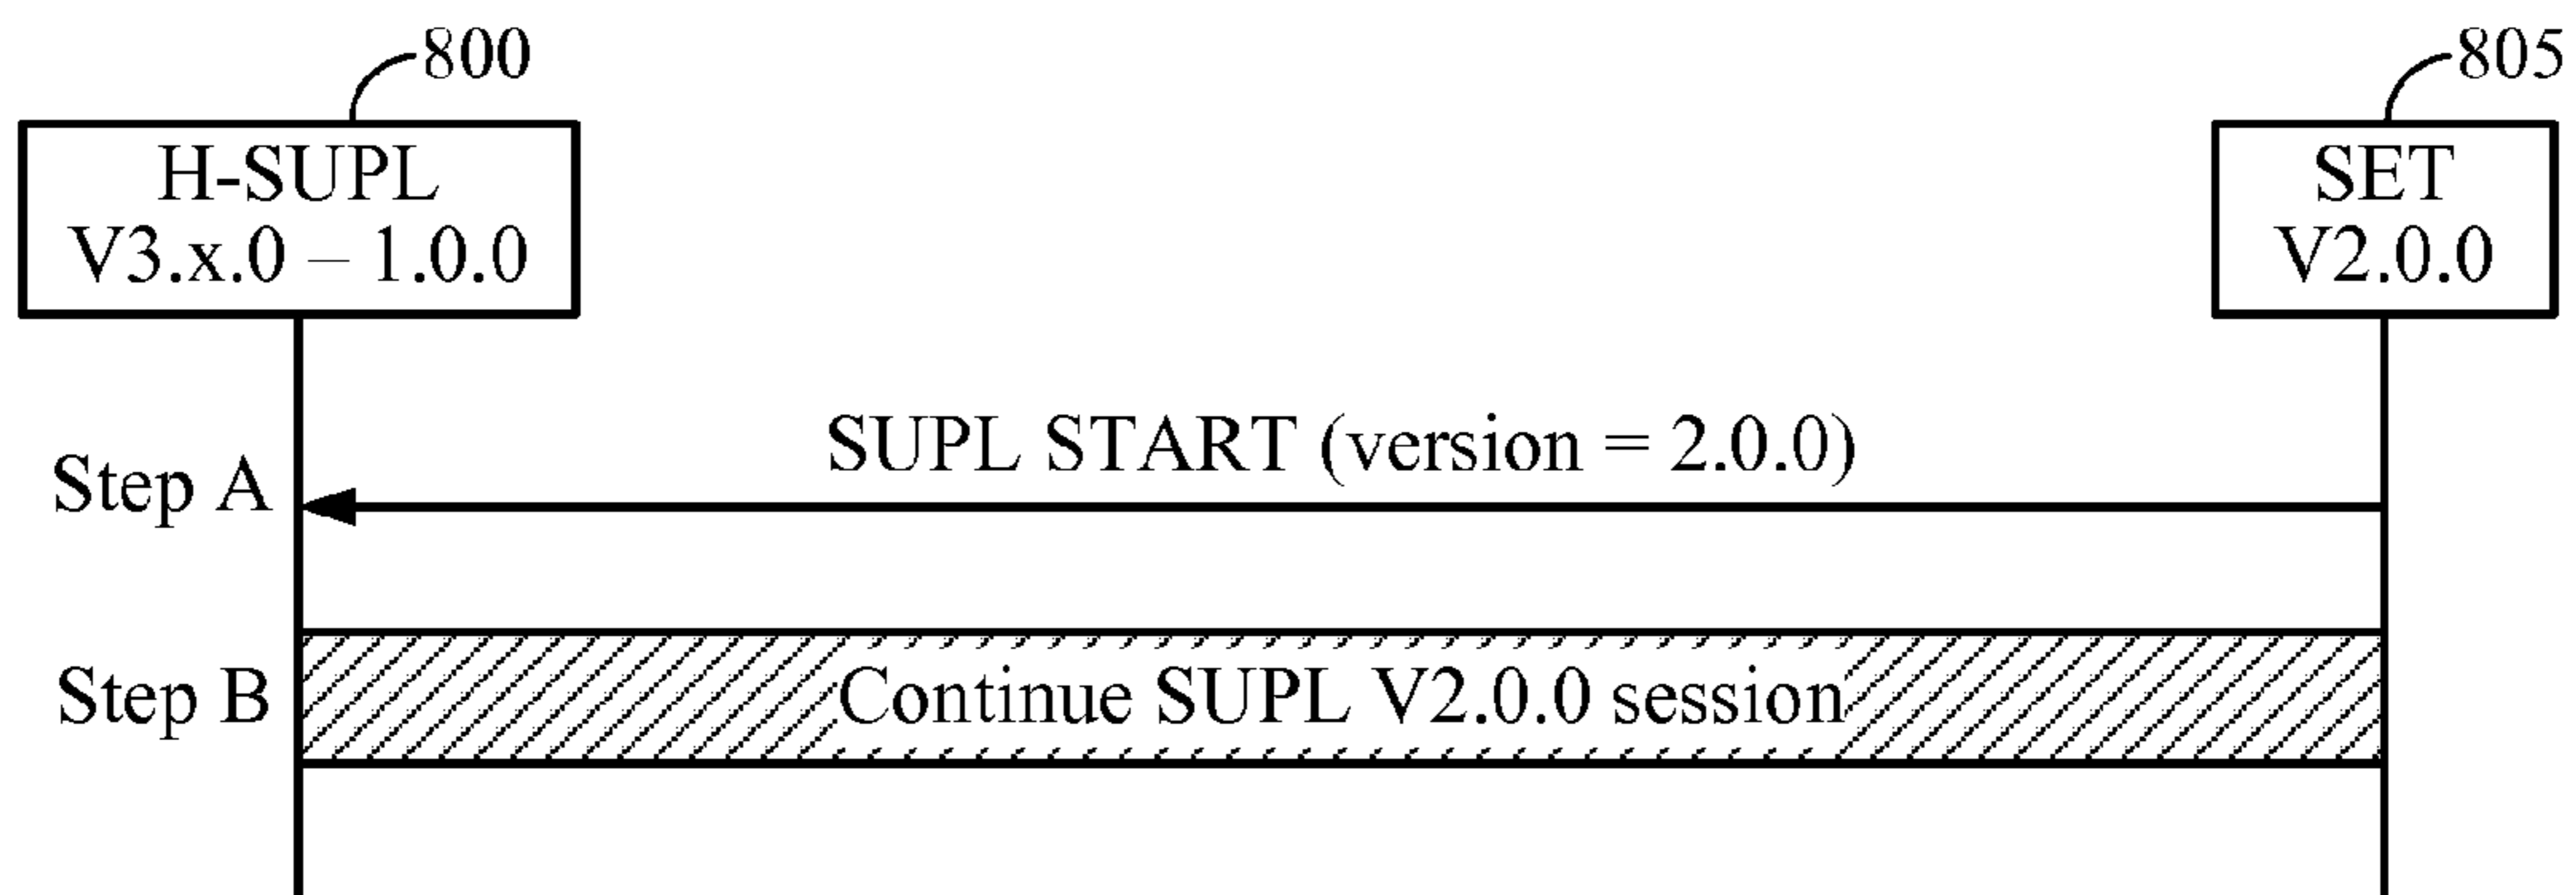 800
805
H-SUPL
V3.x.0 – 1.0.0
SET
V2.0.0
SUPL START (version = 2.0.0)
Step A
Step B
Continue SUPL V2.0.0 session